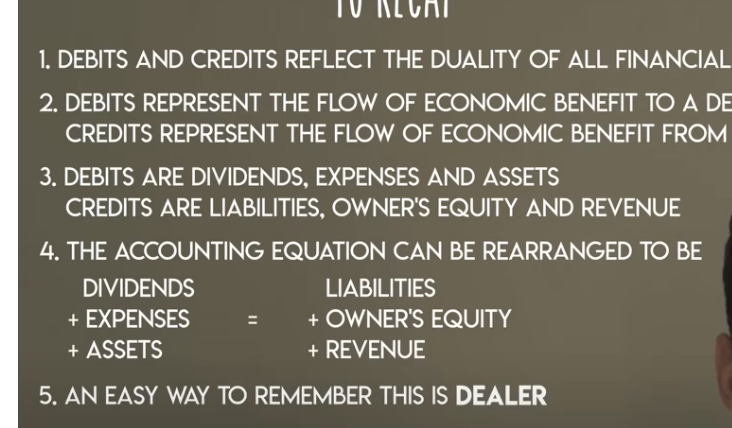 TO RECAP
1. DEBITS AND CREDITS REFLECT THE DUALITY OF ALL FINANCIAL
2. DEBITS REPRESENT THE FLOW OF ECONOMIC BENEFIT TO A DE
CREDITS REPRESENT THE FLOW OF ECONOMIC BENEFIT FROM
3. DEBITS ARE DIVIDENDS, EXPENSES AND ASSETS
CREDITS ARE LIABILITIES, OWNER'S EQUITY AND REVENUE
4. THE ACCOUNTING EQUATION CAN BE REARRANGED TO BE
DIVIDENDS LIABILITIES
+ EXPENSES = + OWNER'S EQUITY
+ ASSETS + REVENUE
5. AN EASY WAY TO REMEMBER THIS IS DEALER